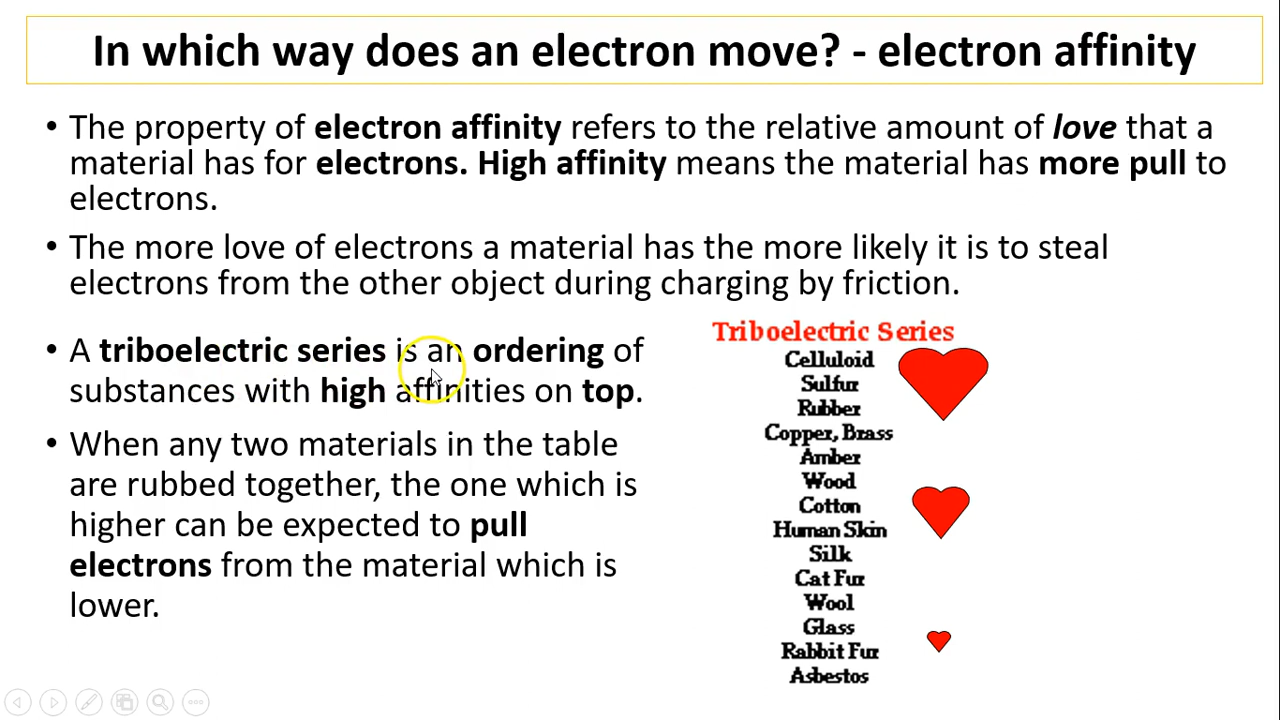 In which way does an electron move? - electron affinity
• The property of electron affinity refers to the relative amount of love that a
material has for electrons. High affinity means the material has more pull to
electrons.
• The more love of electrons a material has the more likely it is to steal
electrons from the other object during charging by friction.
• A triboelectric series is an ordering of
substances with high affinities on top.
• When any two materials in the table
are rubbed together, the one which is
higher can be expected to pull
electrons from the material which is
lower.
Triboelectric Series
Celluloid
Sulfur
Rubber
Copper, Brass
Amber
Wood
Cotton
Human Skin
Silk
Cat Fur
Wool
Glass
Rabbit Fur
Asbestos